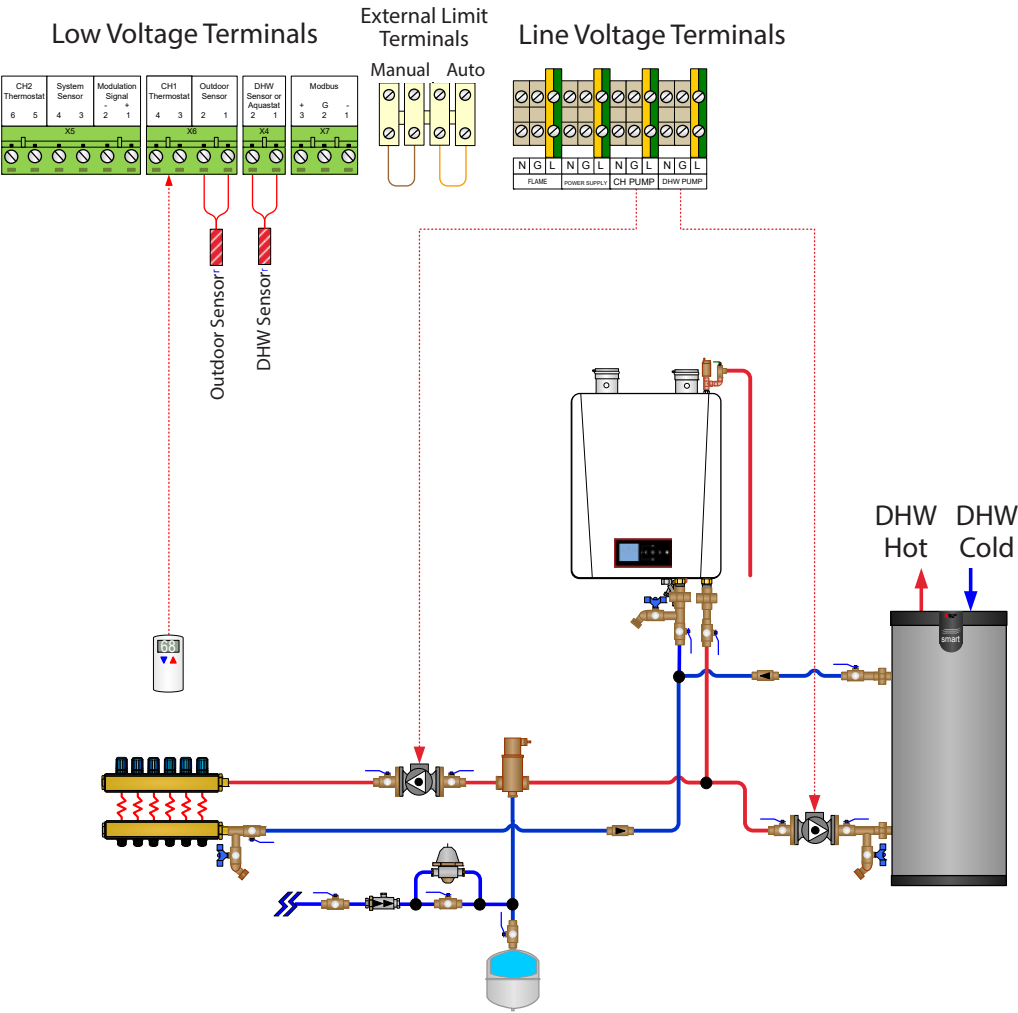 Low Voltage Terminals
External Limit
Terminals
Manual Auto
Line Voltage Terminals
CH2
Thermostat
6 5
System
Sensor
4 3
Modulation
Signal
- +
2 1
X5
CH1
Thermostat
4 3
Outdoor
Sensor
2 1
X6
DHW
Sensor or
Aquastat
2 1
X4
Modbus
+ G -
3 2 1
X7
N G L N G L N G L N G L
FLAME POWER SUPPLY CH PUMP DHW PUMP
Outdoor Sensor
DHW Sensor
DHW
Hot
DHW
Cold
smart
68